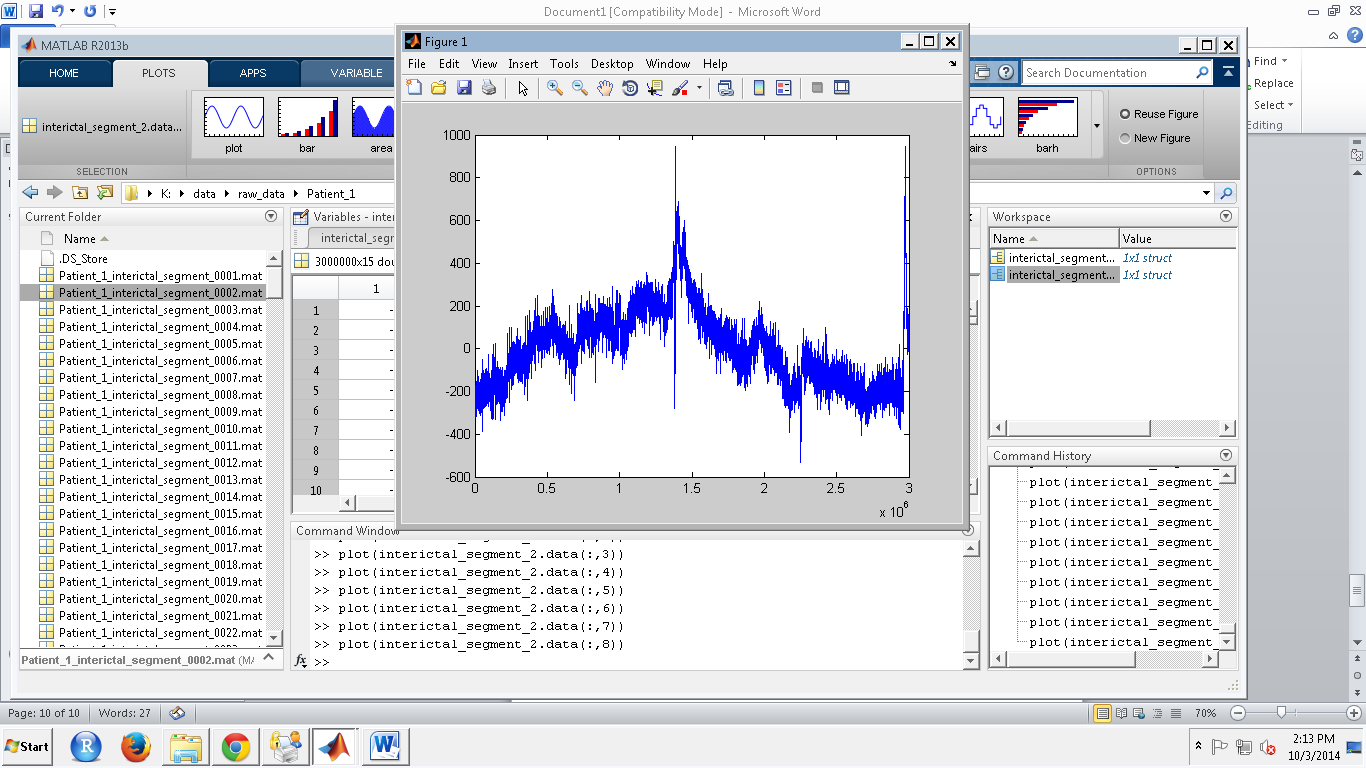 Document1 [Compatibility Mode] - Microsoft Word
MATLAB R2013b
HOME PLOTS APPS VARIABLE
Search Documentation
Find
Replace
Select
Editing
interictal_segment_2.data...
plot bar area
airs barh
Reuse Figure
New Figure
SELECTION
OPTIONS
K: data raw_data Patient_1
Figure 1
File Edit View Insert Tools Desktop Window Help
1000
800
600
400
200
0
-200
-400
-600
0 0.5 1 1.5 2 2.5 3
x 10^6
Current Folder
Name
.DS_Store
Patient_1_interictal_segment_0001.mat
Patient_1_interictal_segment_0002.mat
Patient_1_interictal_segment_0003.mat
Patient_1_interictal_segment_0004.mat
Patient_1_interictal_segment_0005.mat
Patient_1_interictal_segment_0006.mat
Patient_1_interictal_segment_0007.mat
Patient_1_interictal_segment_0008.mat
Patient_1_interictal_segment_0009.mat
Patient_1_interictal_segment_0010.mat
Patient_1_interictal_segment_0011.mat
Patient_1_interictal_segment_0012.mat
Patient_1_interictal_segment_0013.mat
Patient_1_interictal_segment_0014.mat
Patient_1_interictal_segment_0015.mat
Patient_1_interictal_segment_0016.mat
Patient_1_interictal_segment_0017.mat
Patient_1_interictal_segment_0018.mat
Patient_1_interictal_segment_0019.mat
Patient_1_interictal_segment_0020.mat
Patient_1_interictal_segment_0021.mat
Patient_1_interictal_segment_0022.mat
Patient_1_interictal_segment_0002.mat (MA
Variables - inter
interictal_segr
3000000x15 dou
1
1
2
3
4
5
6
7
8
9
10
Command Window
>> plot(interictal_segment_2.data(:,3))
>> plot(interictal_segment_2.data(:,4))
>> plot(interictal_segment_2.data(:,5))
>> plot(interictal_segment_2.data(:,6))
>> plot(interictal_segment_2.data(:,7))
>> plot(interictal_segment_2.data(:,8))
fx >>
Workspace
Name Value
interictal_segment... 1x1 struct
interictal_segment... 1x1 struct
Command History
plot(interictal_segment_
plot(interictal_segment_
plot(interictal_segment_
plot(interictal_segment_
plot(interictal_segment_
plot(interictal_segment_
plot(interictal_segment_
plot(interictal_segment_
plot(interictal_segment_
Page: 10 of 10 Words: 27
70%
Start
2:13 PM
10/3/2014